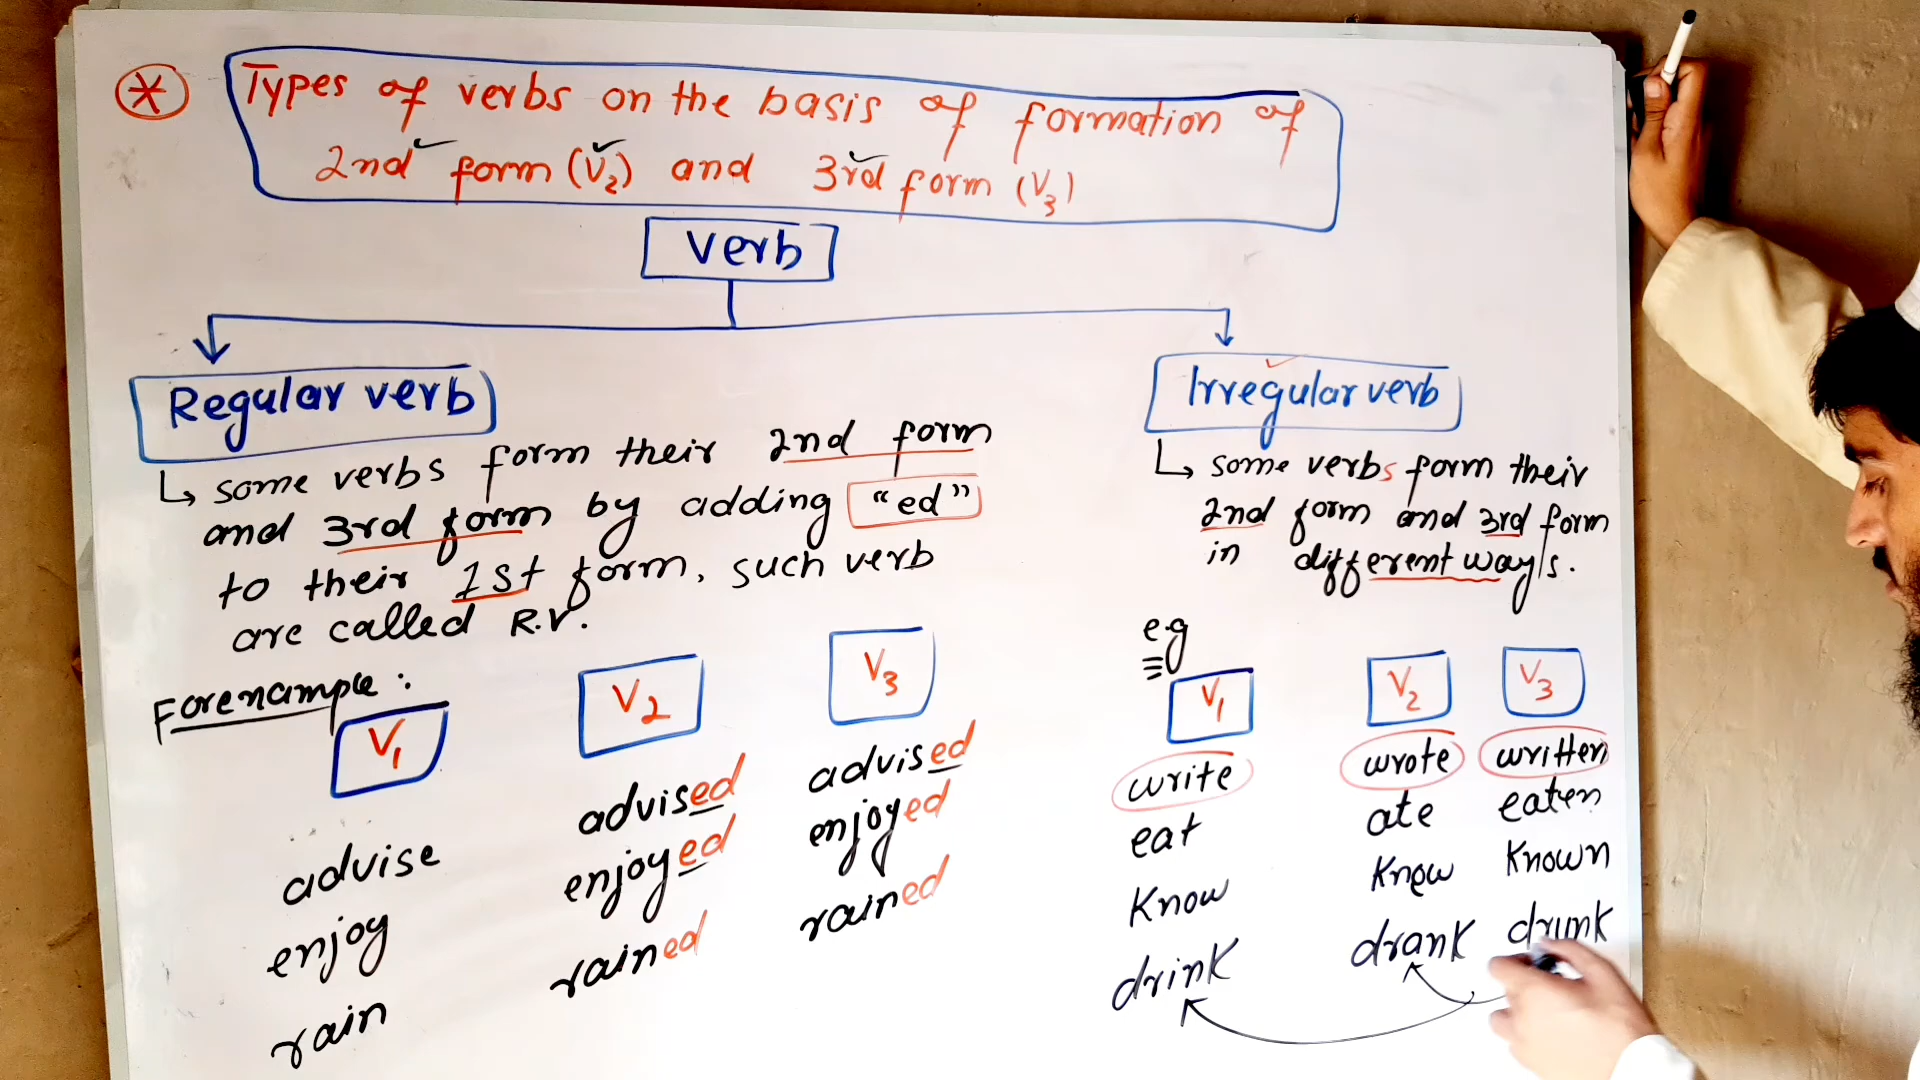 Types of verbs on the basis of formation of
2nd form (V2) and 3rd form (V3)
verb
Regular verb
some verbs form their 2nd form
and 3rd form by adding "ed"
to their 1st form, such verb
are called R.V.
For enample:
V1 V2 V3
advise advised advised
enjoy enjoyed enjoyed
rain rained rained
Irregular verb
some verbs form their
2nd form and 3rd form
in different ways.
e.g
V1 V2 V3
write wrote written
eat ate eaten
Know Knew Known
drink drank drunk